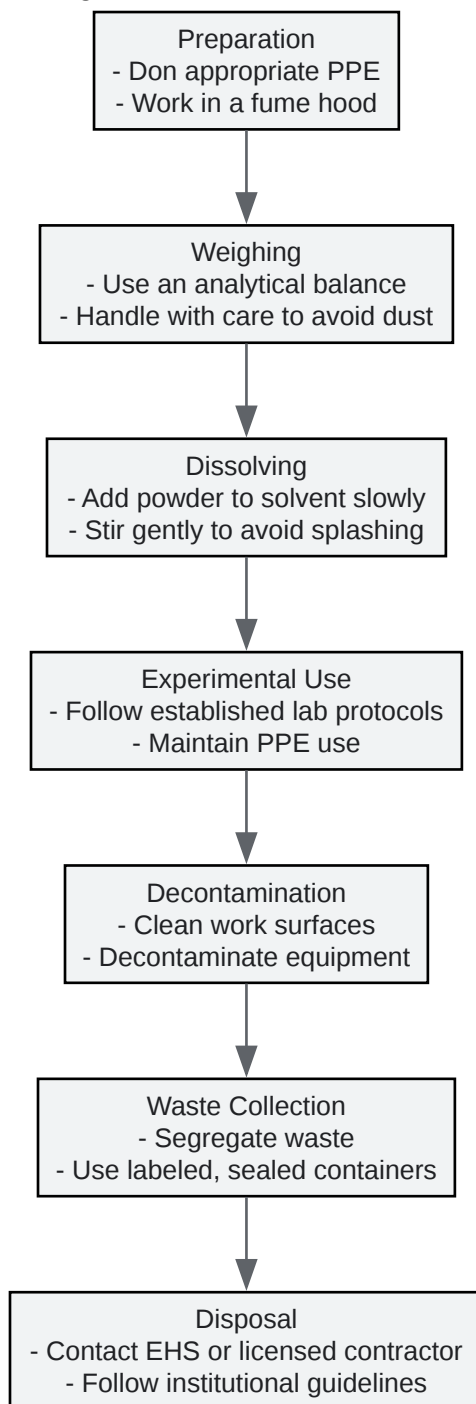 Preparation
- Don appropriate PPE
- Work in a fume hood
Weighing
- Use an analytical balance
- Handle with care to avoid dust
Dissolving
- Add powder to solvent slowly
- Stir gently to avoid splashing
Experimental Use
- Follow established lab protocols
- Maintain PPE use
Decontamination
- Clean work surfaces
- Decontaminate equipment
Waste Collection
- Segregate waste
- Use labeled, sealed containers
Disposal
- Contact EHS or licensed contractor
- Follow institutional guidelines